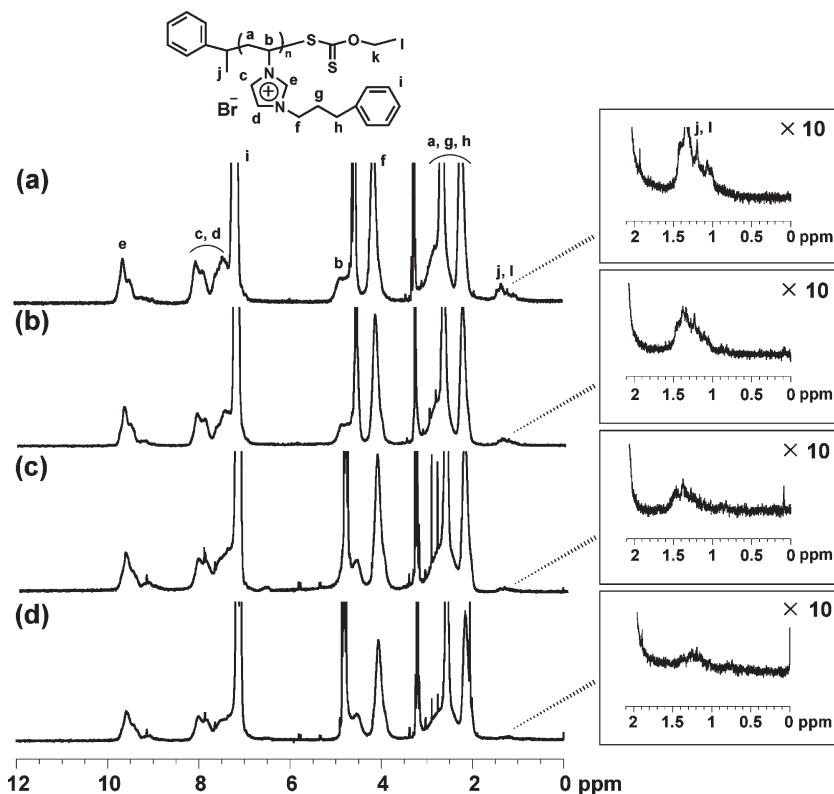 a
b
n
S
O
l
S
k
j
N
c
e
g
i
Br−
+
d
N
f
h
(a)
i
f
a, g, h
e
c, d
b
j, l
× 10
j, l
2 1.5 1 0.5 0 ppm
(b)
× 10
2 1.5 1 0.5 0 ppm
(c)
× 10
2 1.5 1 0.5 0 ppm
(d)
× 10
2 1.5 1 0.5 0 ppm
12 10 8 6 4 2 0 ppm